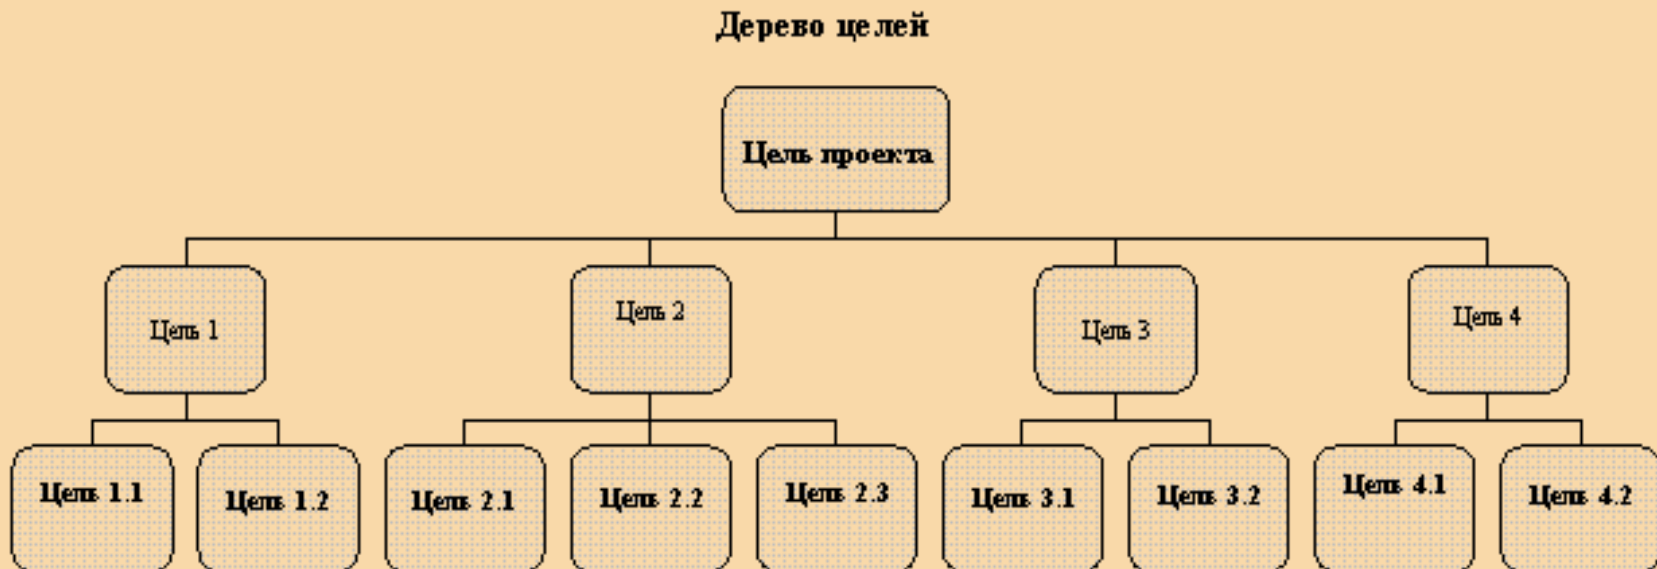 Дерево целей
Цель проекта
Цель 1
Цель 2
Цель 3
Цель 4
Цель 1.1
Цель 1.2
Цель 2.1
Цель 2.2
Цель 2.3
Цель 3.1
Цель 3.2
Цель 4.1
Цель 4.2